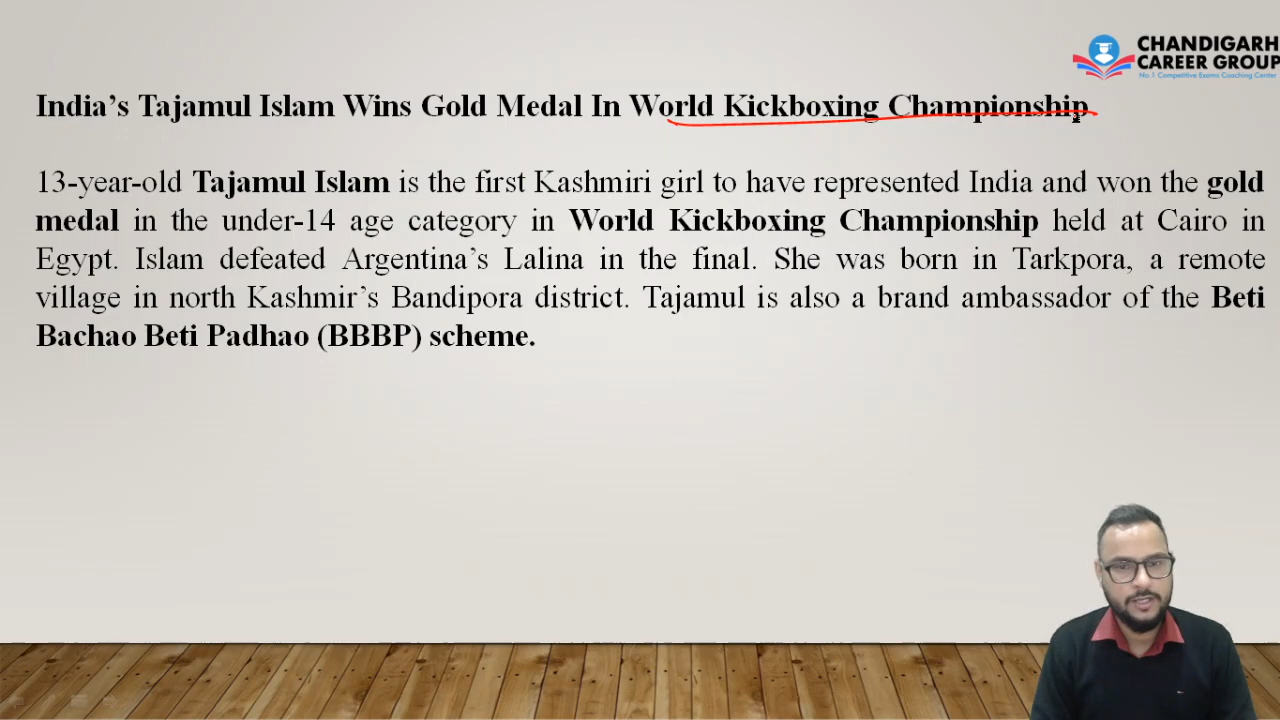 CHANDIGARH
CAREER GROUP
No.1 Competitive Exams Coaching Center
India’s Tajamul Islam Wins Gold Medal In World Kickboxing Championship
13-year-old Tajamul Islam is the first Kashmiri girl to have represented India and won the gold
medal in the under-14 age category in World Kickboxing Championship held at Cairo in
Egypt. Islam defeated Argentina’s Lalina in the final. She was born in Tarkpora, a remote
village in north Kashmir’s Bandipora district. Tajamul is also a brand ambassador of the Beti
Bachao Beti Padhao (BBBP) scheme.